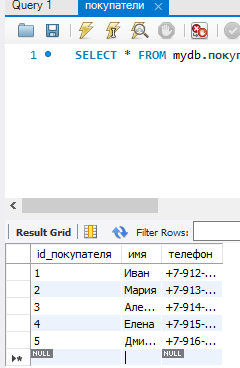 Query 1 покупатели
1 SELECT * FROM mydb.поку
Result Grid Filter Rows:
id_покупателя имя телефон
1 Иван +7-912-...
2 Мария +7-913-...
3 Але... +7-914-...
4 Елена +7-915-...
5 Дми... +7-916-...
NULL NULL